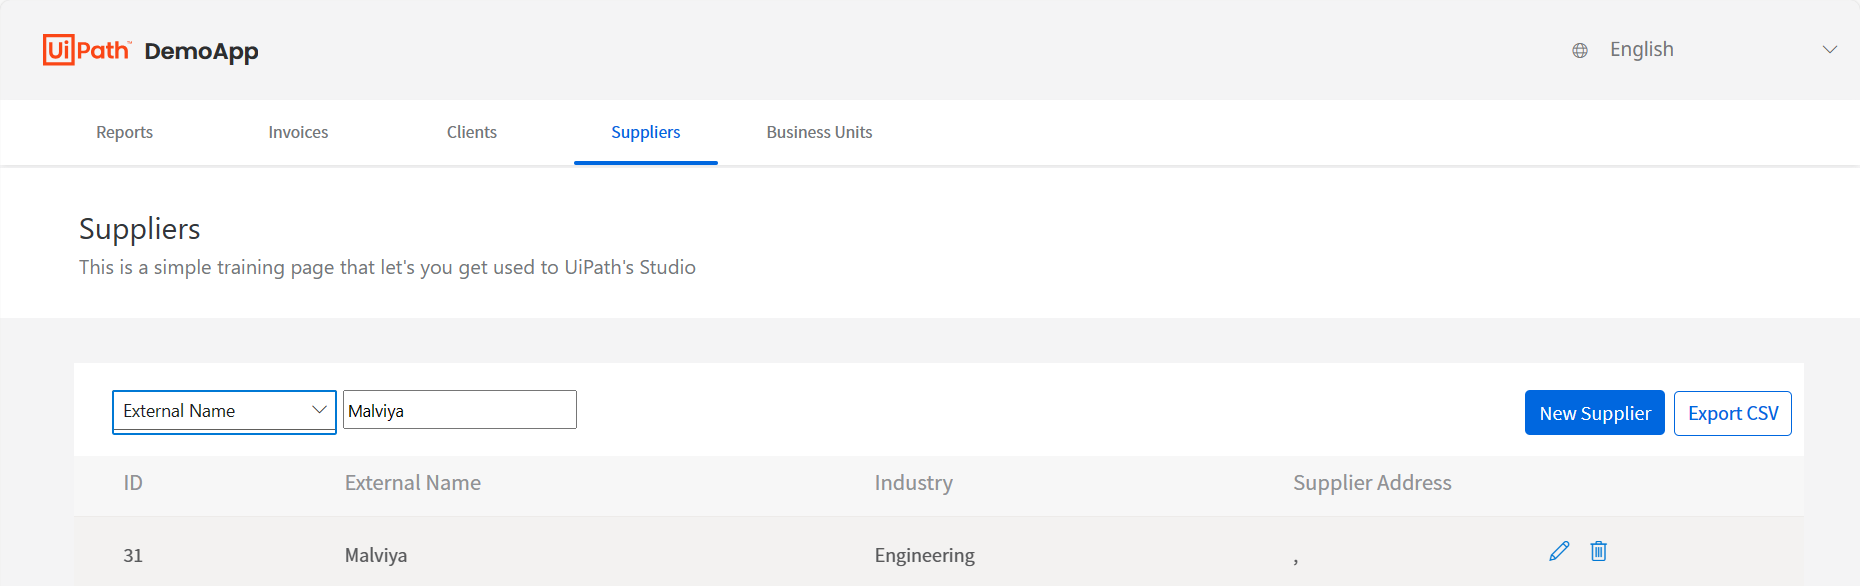 UiPath™ DemoApp
English
Reports Invoices Clients Suppliers Business Units
Suppliers
This is a simple training page that let's you get used to UiPath's Studio
External Name Malviya New Supplier Export CSV
ID External Name Industry Supplier Address
31 Malviya Engineering ,